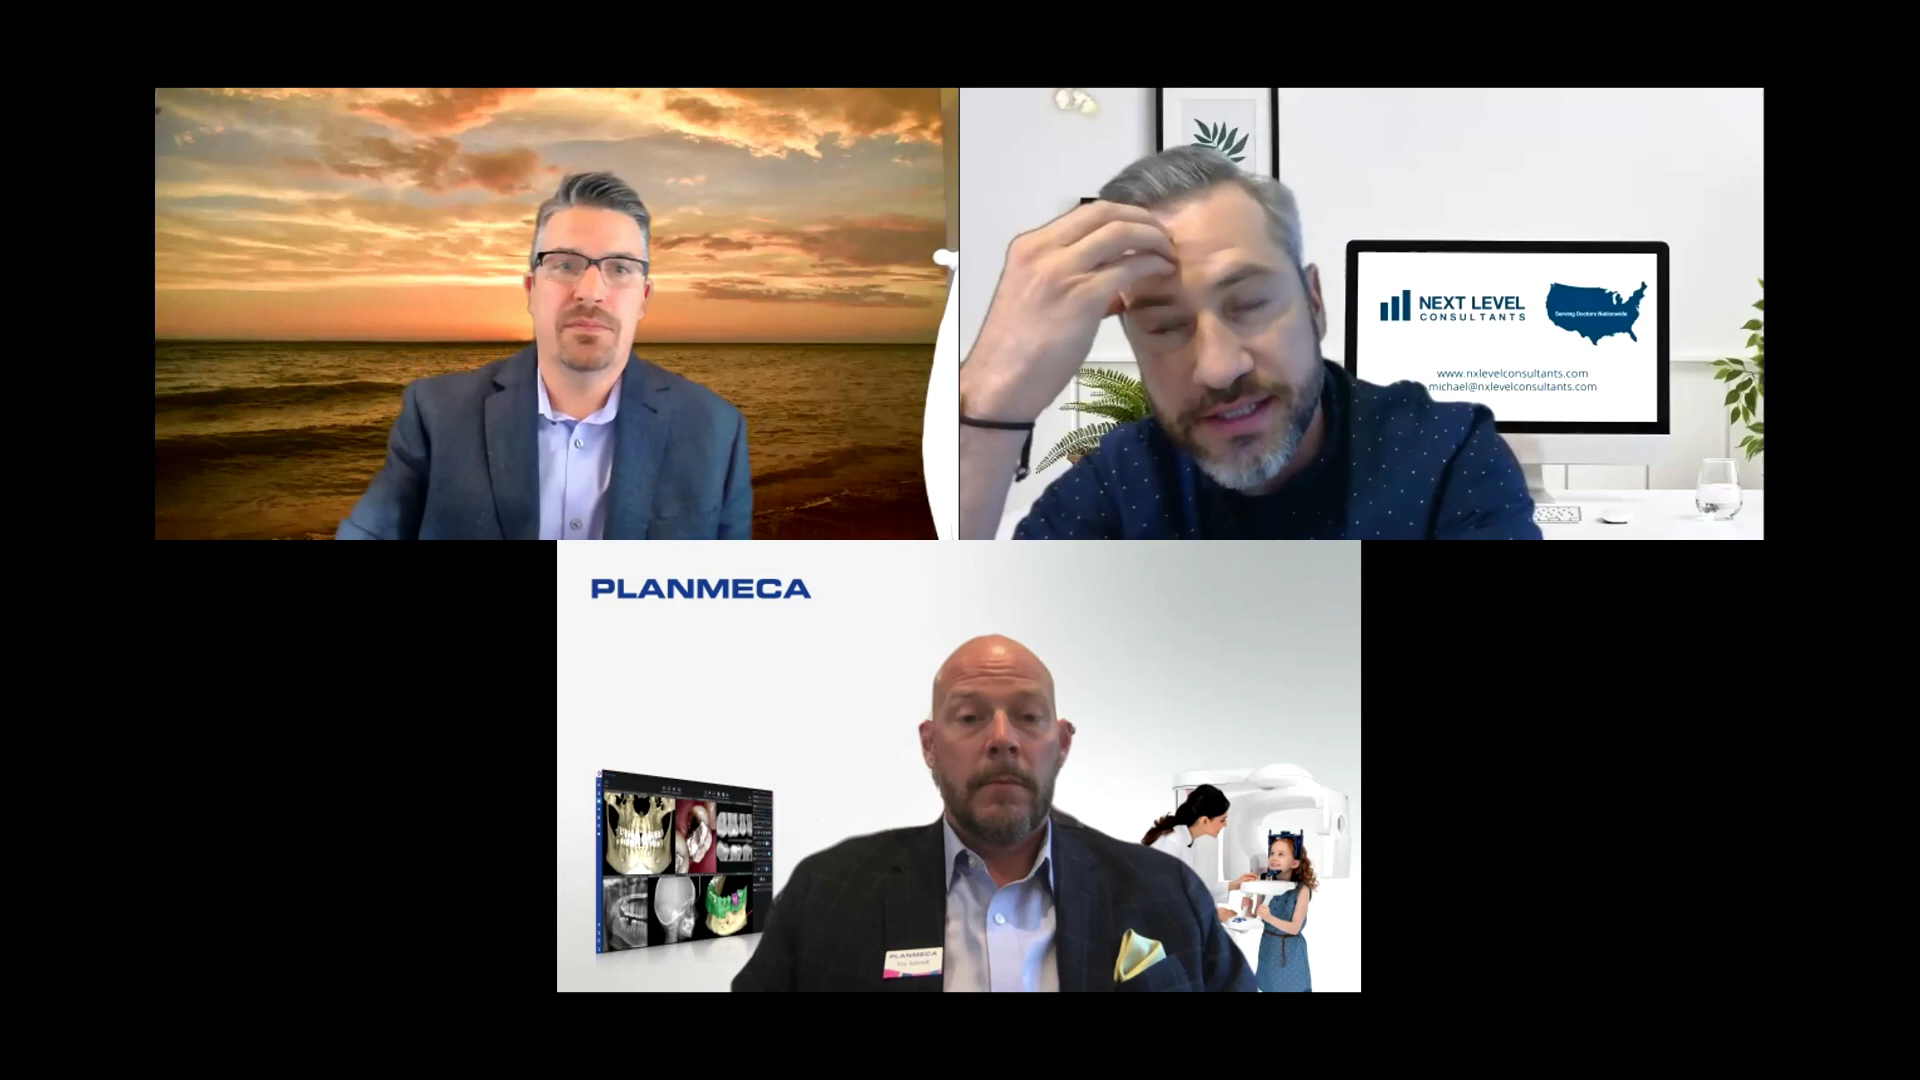 NEXT LEVEL
CONSULTANTS
Serving Doctors Nationwide
www.nxlevelconsultants.com
michael@nxlevelconsultants.com
PLANMECA
PLANMECA